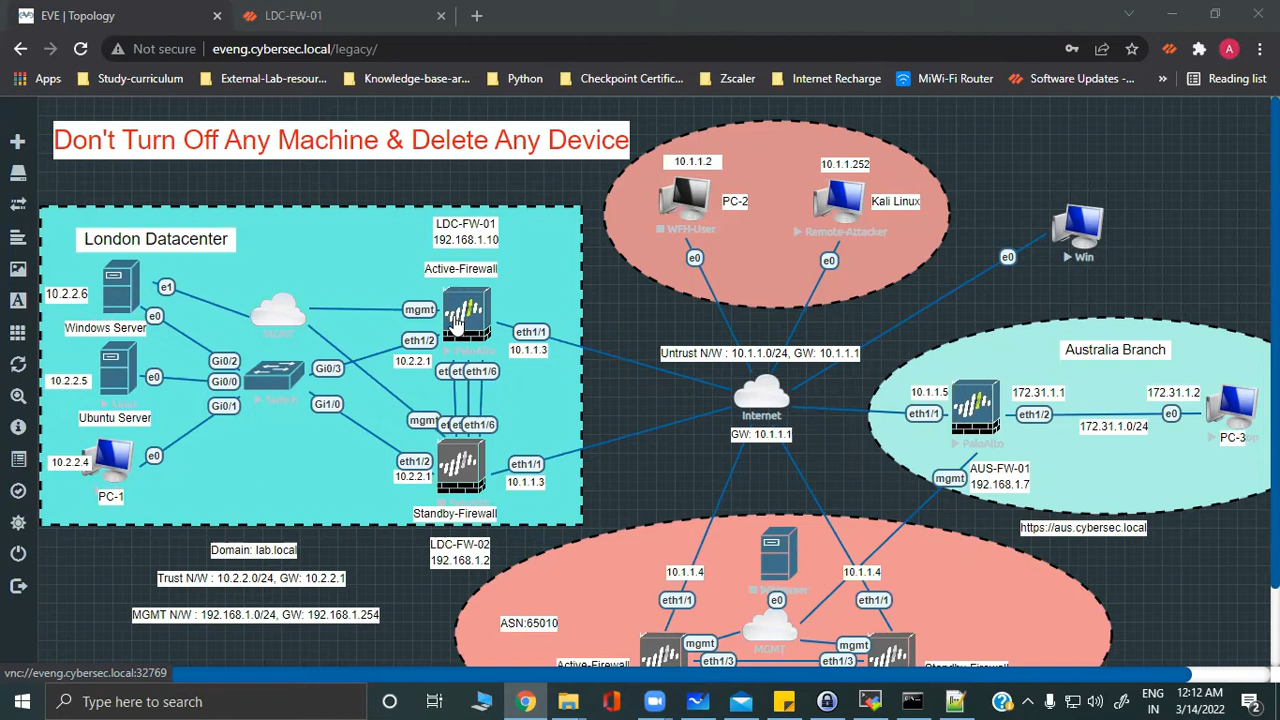 EVE | Topology
LDC-FW-01
Not secure
eveng.cybersec.local/legacy/
A
Apps
Study-curriculum
External-Lab-resour...
Knowledge-base-ar...
Python
Checkpoint Certific...
Zscaler
Internet Recharge
MiWi-Fi Router
Software Updates -...
»
Reading list
Don't Turn Off Any Machine & Delete Any Device
10.1.1.2
10.1.1.252
PC-2
Kali Linux
WFH-User
Remote-Attacker
e0
e0
e0
Win
London Datacenter
LDC-FW-01
192.168.1.10
Active-Firewall
10.2.2.6
e1
e0
Windows Server
MGMT
mgmt
eth1/2
10.2.2.1
PaloAlto
eth1/1
10.1.1.3
10.2.2.5
e0
Ubuntu Server
Gi0/2
Gi0/0
Gi0/1
Gi0/3
Gi1/0
Switch
eth1/6
mgmt
eth1/6
10.2.2.4
e0
PC-1
eth1/2
10.2.2.1
eth1/1
10.1.1.3
Standby-Firewall
Untrust N/W : 10.1.1.0/24, GW: 10.1.1.1
Internet
GW: 10.1.1.1
Australia Branch
10.1.1.5
eth1/1
PaloAlto
172.31.1.1
eth1/2
172.31.1.0/24
172.31.1.2
e0
PC-3
mgmt
AUS-FW-01
192.168.1.7
https://aus.cybersec.local
Domain: lab.local
Trust N/W : 10.2.2.0/24, GW: 10.2.2.1
MGMT N/W : 192.168.1.0/24, GW: 192.168.1.254
LDC-FW-02
192.168.1.2
10.1.1.4
10.1.1.4
eth1/1
e0
eth1/1
ASN:65010
mgmt
MGMT
mgmt
Active-Firewall
eth1/3
eth1/3
Standby-Firewall
vnc://eveng.cybersec.local:32769
Type here to search
ENG
IN
12:12 AM
3/14/2022
2